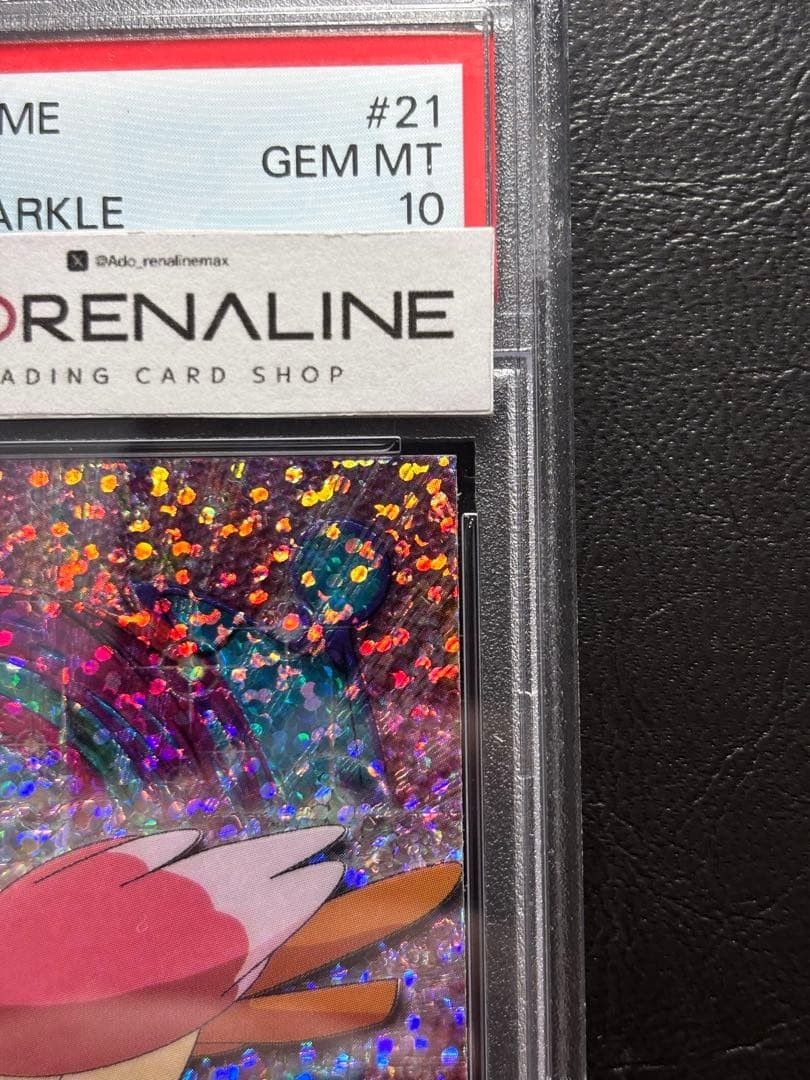 ME #21
GEM MT
ARKLE 10
@Ado_renalinemax
RENALINE
ADING CARD SHOP